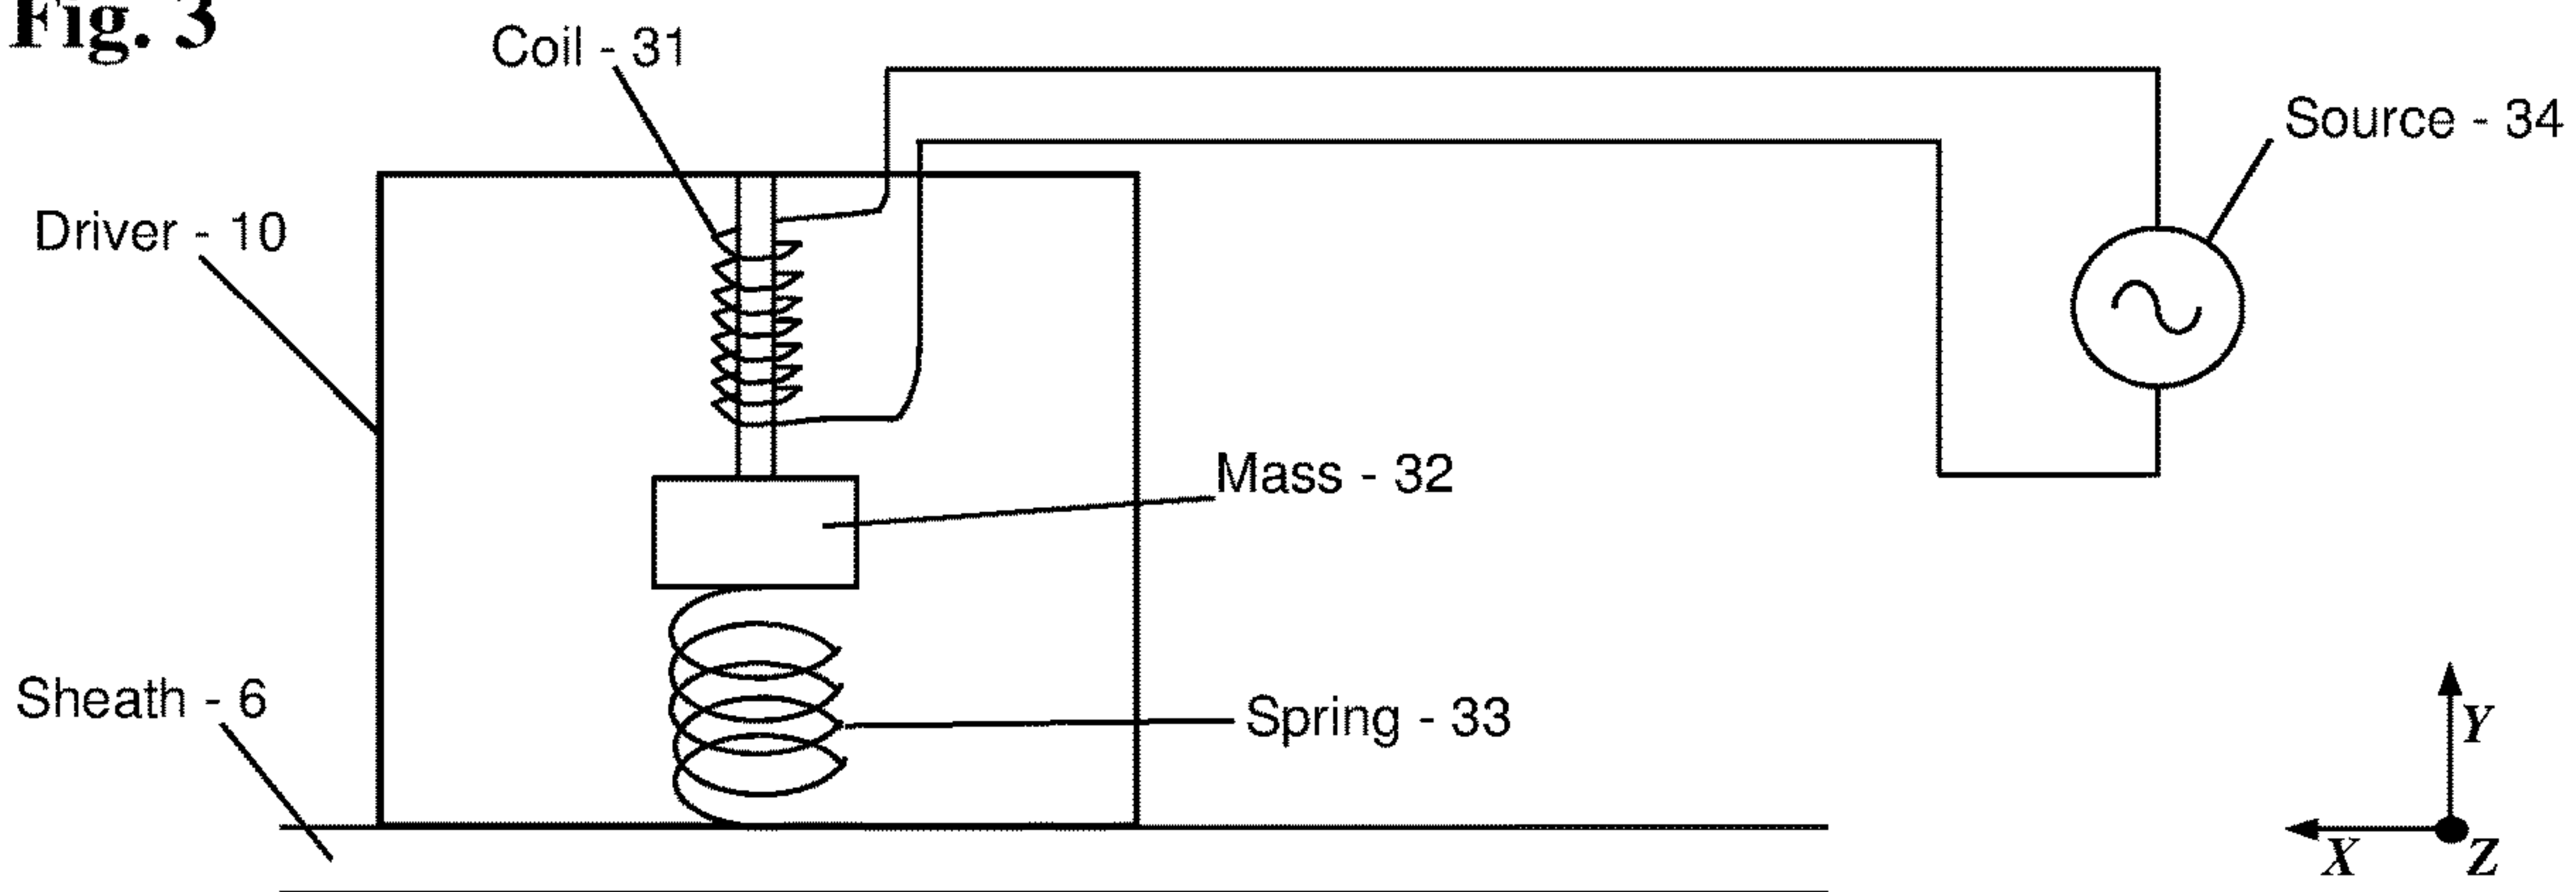 Fig. 3
Coil - 31
Source - 34
Driver - 10
Mass - 32
Sheath - 6
Spring - 33
Y
X
Z